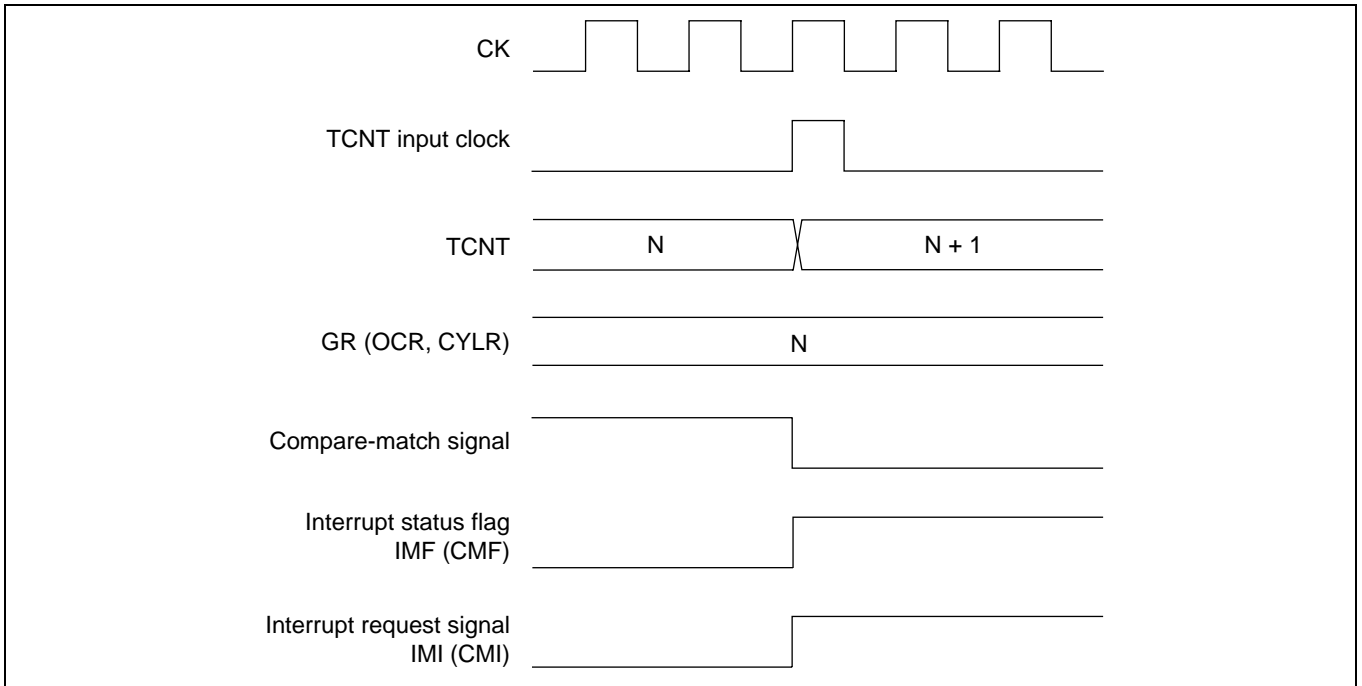 CK
TCNT input clock
TCNT
N
N + 1
GR (OCR, CYLR)
N
Compare-match signal
Interrupt status flag
IMF (CMF)
Interrupt request signal
IMI (CMI)